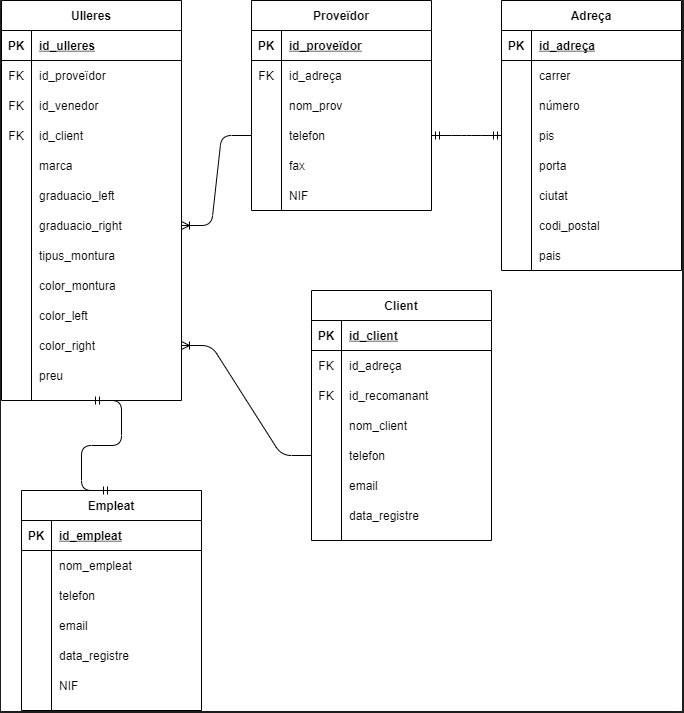 Ulleres
PK id_ulleres
FK id_proveïdor
FK id_venedor
FK id_client
marca
graduacio_left
graduacio_right
tipus_montura
color_montura
color_left
color_right
preu
Proveïdor
PK id_proveïdor
FK id_adreça
nom_prov
telefon
fax
NIF
Adreça
PK id_adreça
carrer
número
pis
porta
ciutat
codi_postal
pais
Client
PK id_client
FK id_adreça
FK id_recomanant
nom_client
telefon
email
data_registre
Empleat
PK id_empleat
nom_empleat
telefon
email
data_registre
NIF